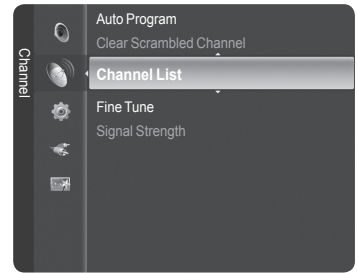 Channel
Auto Program
Clear Scrambled Channel
Channel List
Fine Tune
Signal Strength